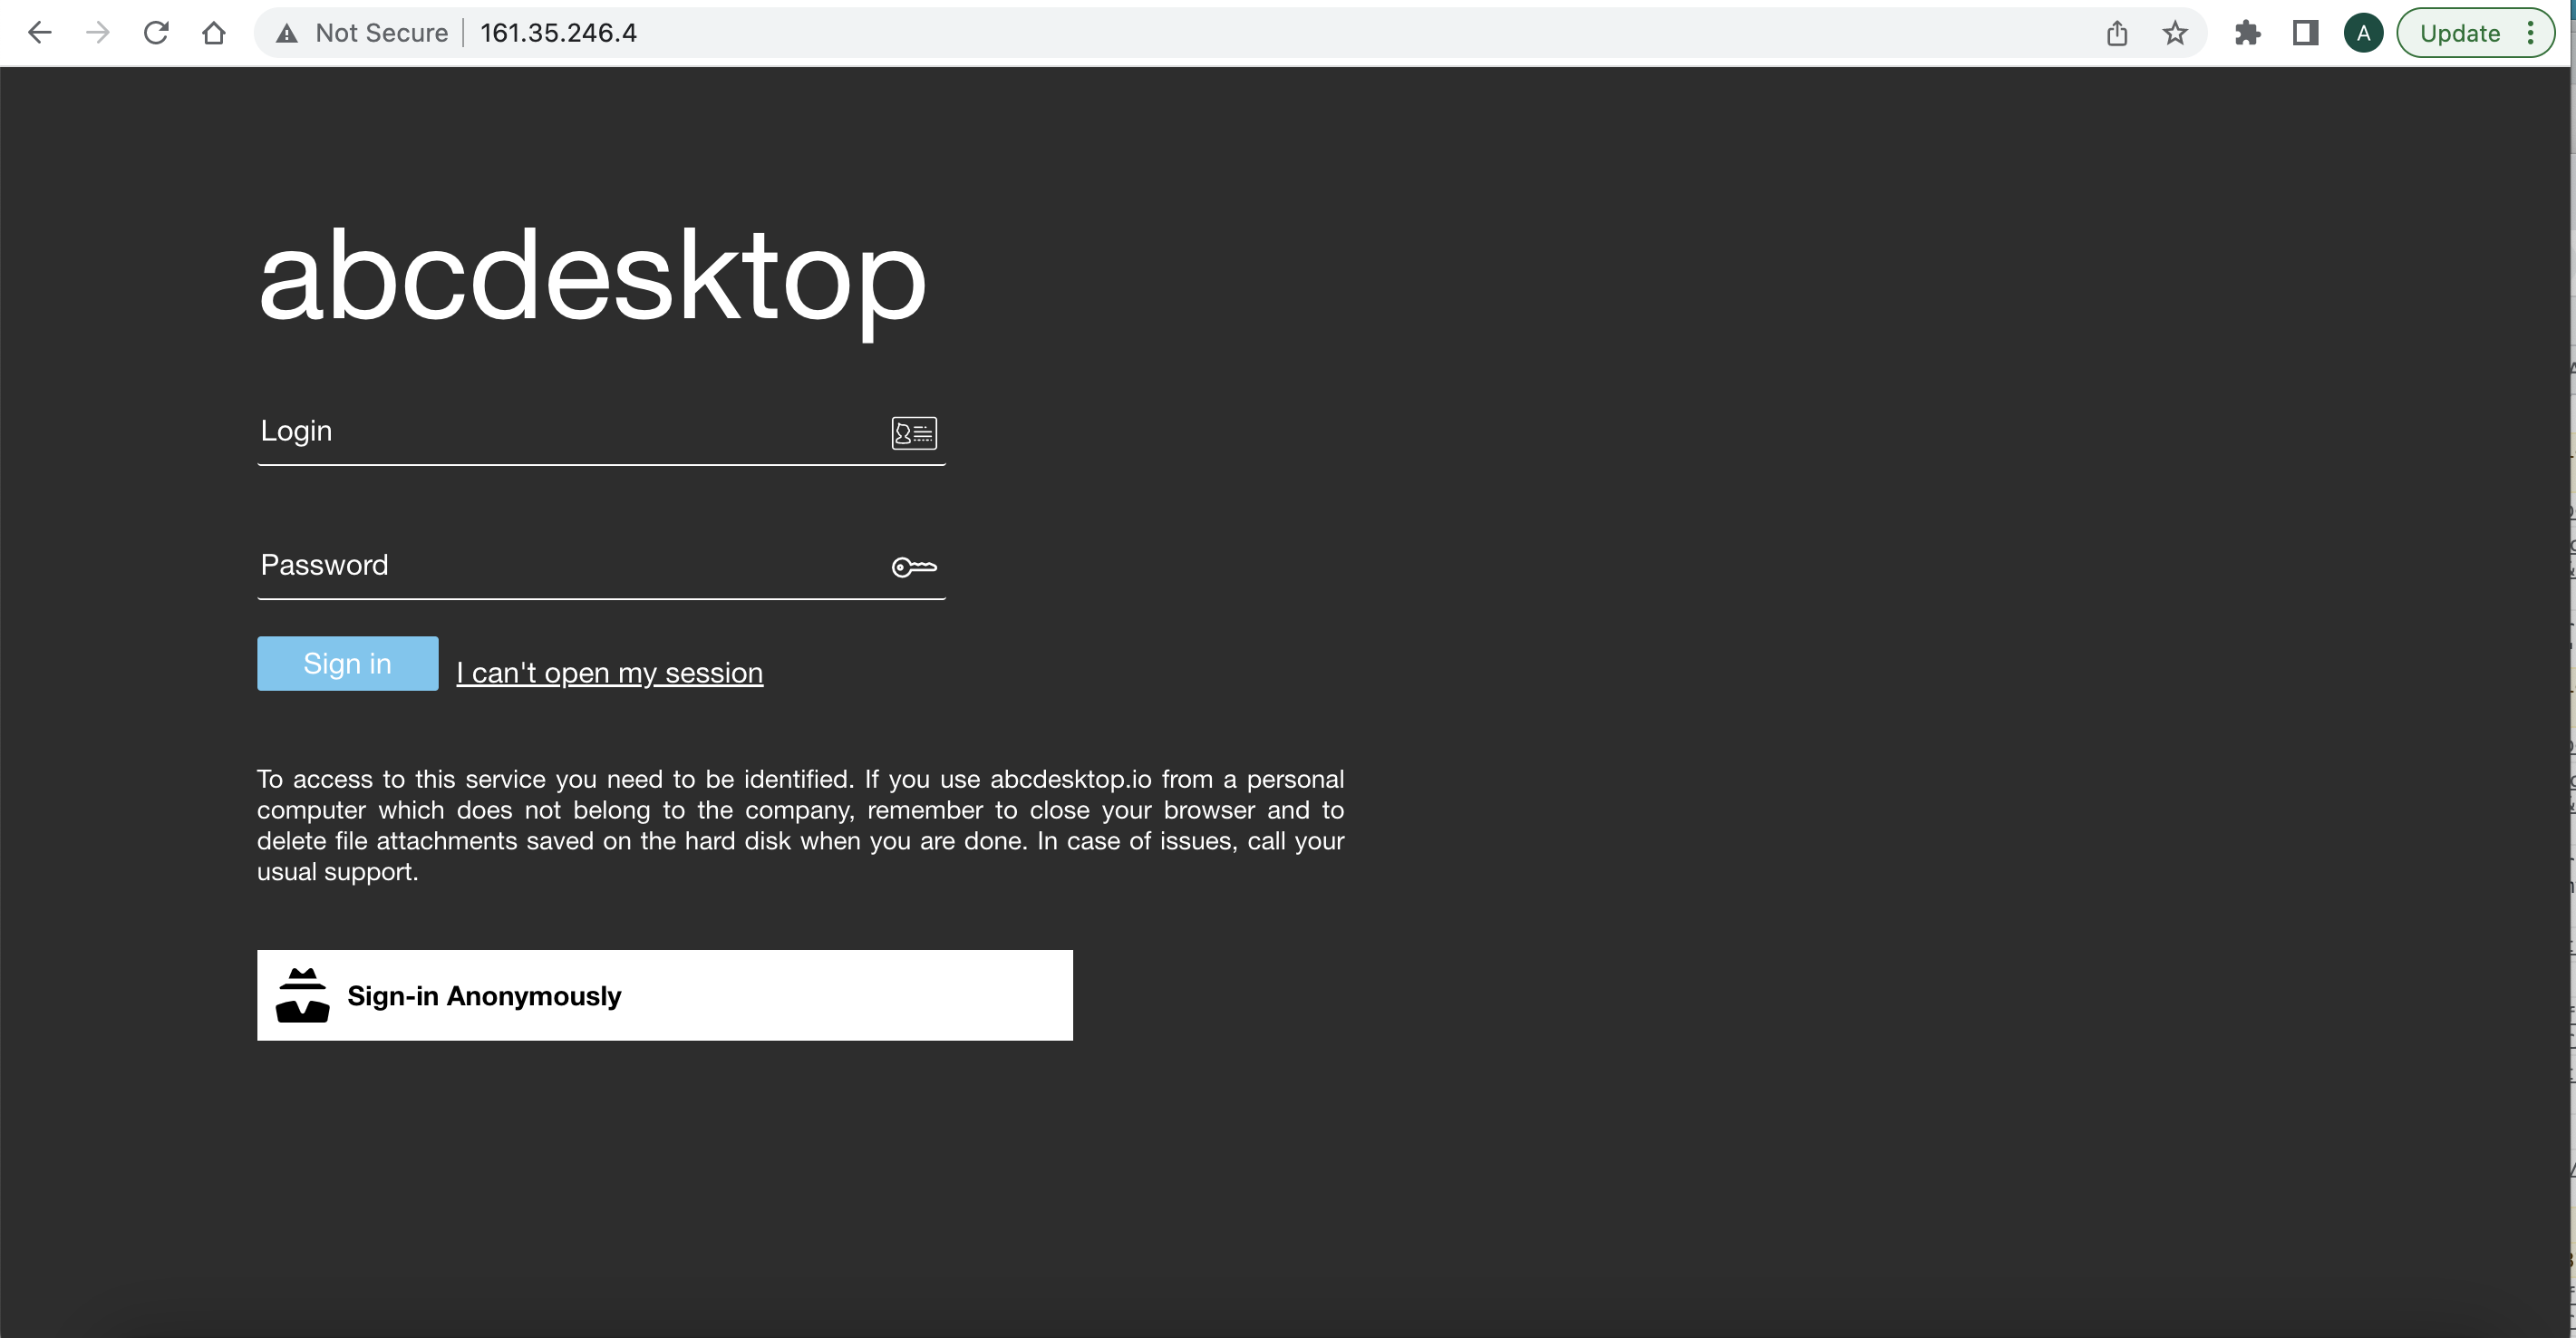 Not Secure 161.35.246.4 A Update
abcdesktop
Login
Password
Sign in I can't open my session
To access to this service you need to be identified. If you use abcdesktop.io from a personal
computer which does not belong to the company, remember to close your browser and to
delete file attachments saved on the hard disk when you are done. In case of issues, call your
usual support.
Sign-in Anonymously